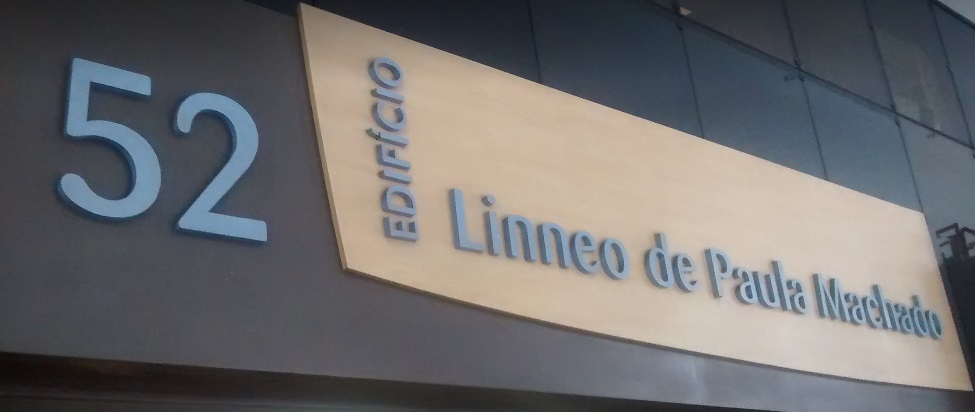 52
EDIFÍCIO
Linneo de Paula Machado